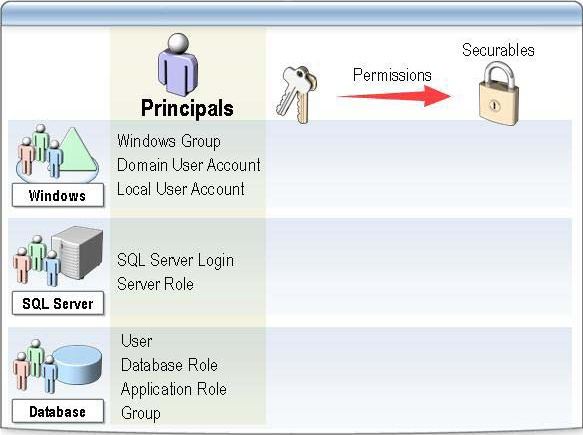 Securables
Permissions
Principals
Windows Group
Domain User Account
Local User Account
Windows
SQL Server Login
Server Role
SQL Server
User
Database Role
Application Role
Group
Database